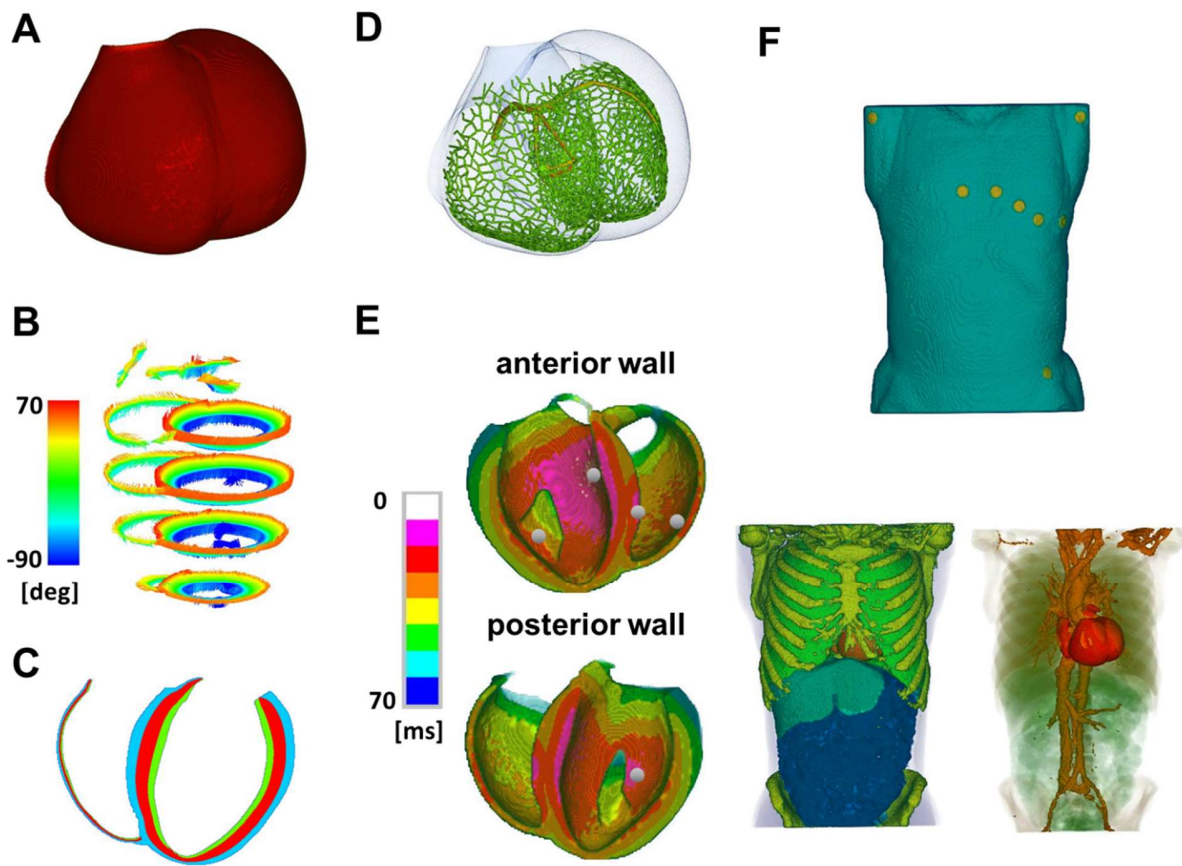 A
D
F
B
70
-90
[deg]
E
anterior wall
0
posterior wall
70
[ms]
C